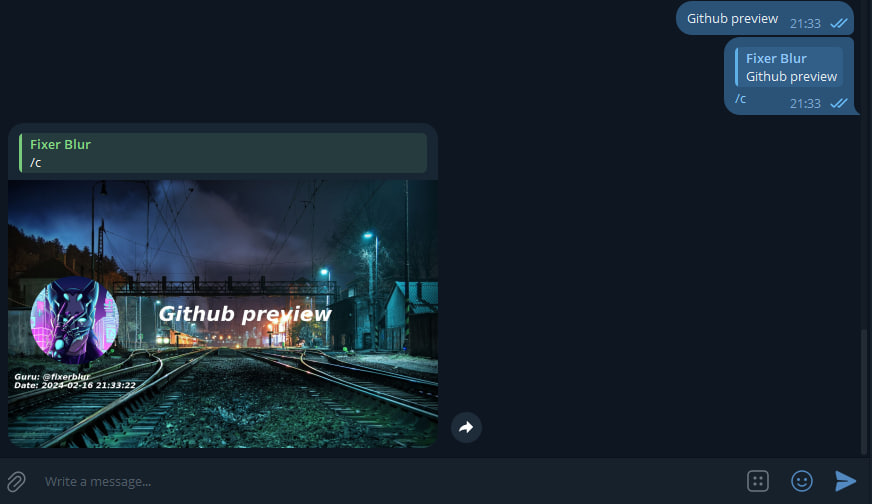 Github preview 21:33
Fixer Blur
Github preview
/c 21:33
Fixer Blur
/c
Github preview
Guru: @fixerblur
Date: 2024-02-16 21:33:22
Write a message...